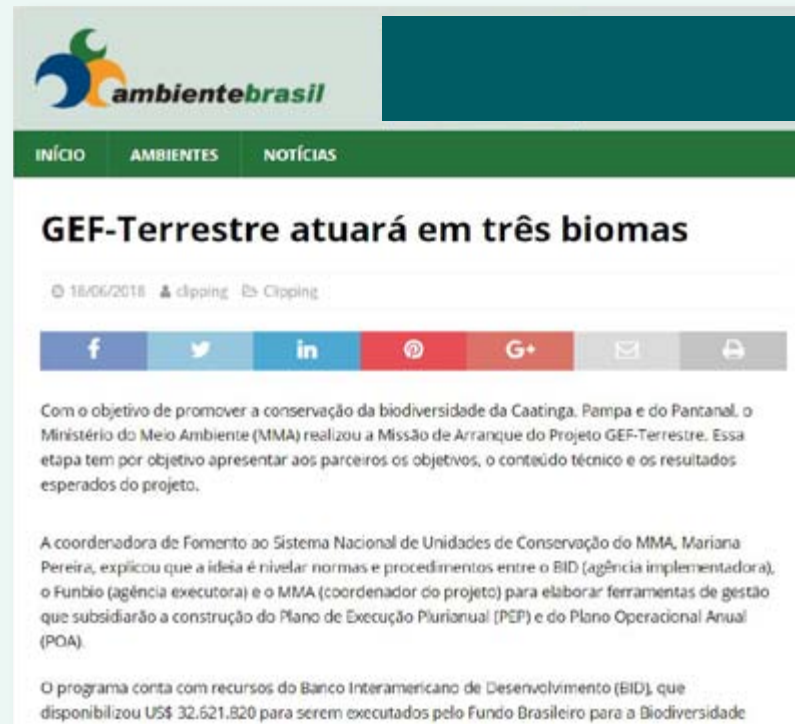 ambientebrasil
INÍCIO AMBIENTES NOTÍCIAS
GEF-Terrestre atuará em três biomas
18/06/2018 clipping Clipping
f in G+
Com o objetivo de promover a conservação da biodiversidade da Caatinga, Pampa e do Pantanal, o
Ministério do Meio Ambiente (MMA) realizou a Missão de Arranque do Projeto GEF-Terrestre. Essa
etapa tem por objetivo apresentar aos parceiros os objetivos, o conteúdo técnico e os resultados
esperados do projeto.
A coordenadora de Fomento ao Sistema Nacional de Unidades de Conservação do MMA, Mariana
Pereira, explicou que a ideia é nivelar normas e procedimentos entre o BID (agência implementadora),
o Funbio (agência executora) e o MMA (coordenador do projeto) para elaborar ferramentas de gestão
que subsidiarão a construção do Plano de Execução Plurianual (PEP) e do Plano Operacional Anual
(POA).
O programa conta com recursos do Banco Interamericano de Desenvolvimento (BID), que
disponibilizou US$ 32.621.820 para serem executados pelo Fundo Brasileiro para a Biodiversidade